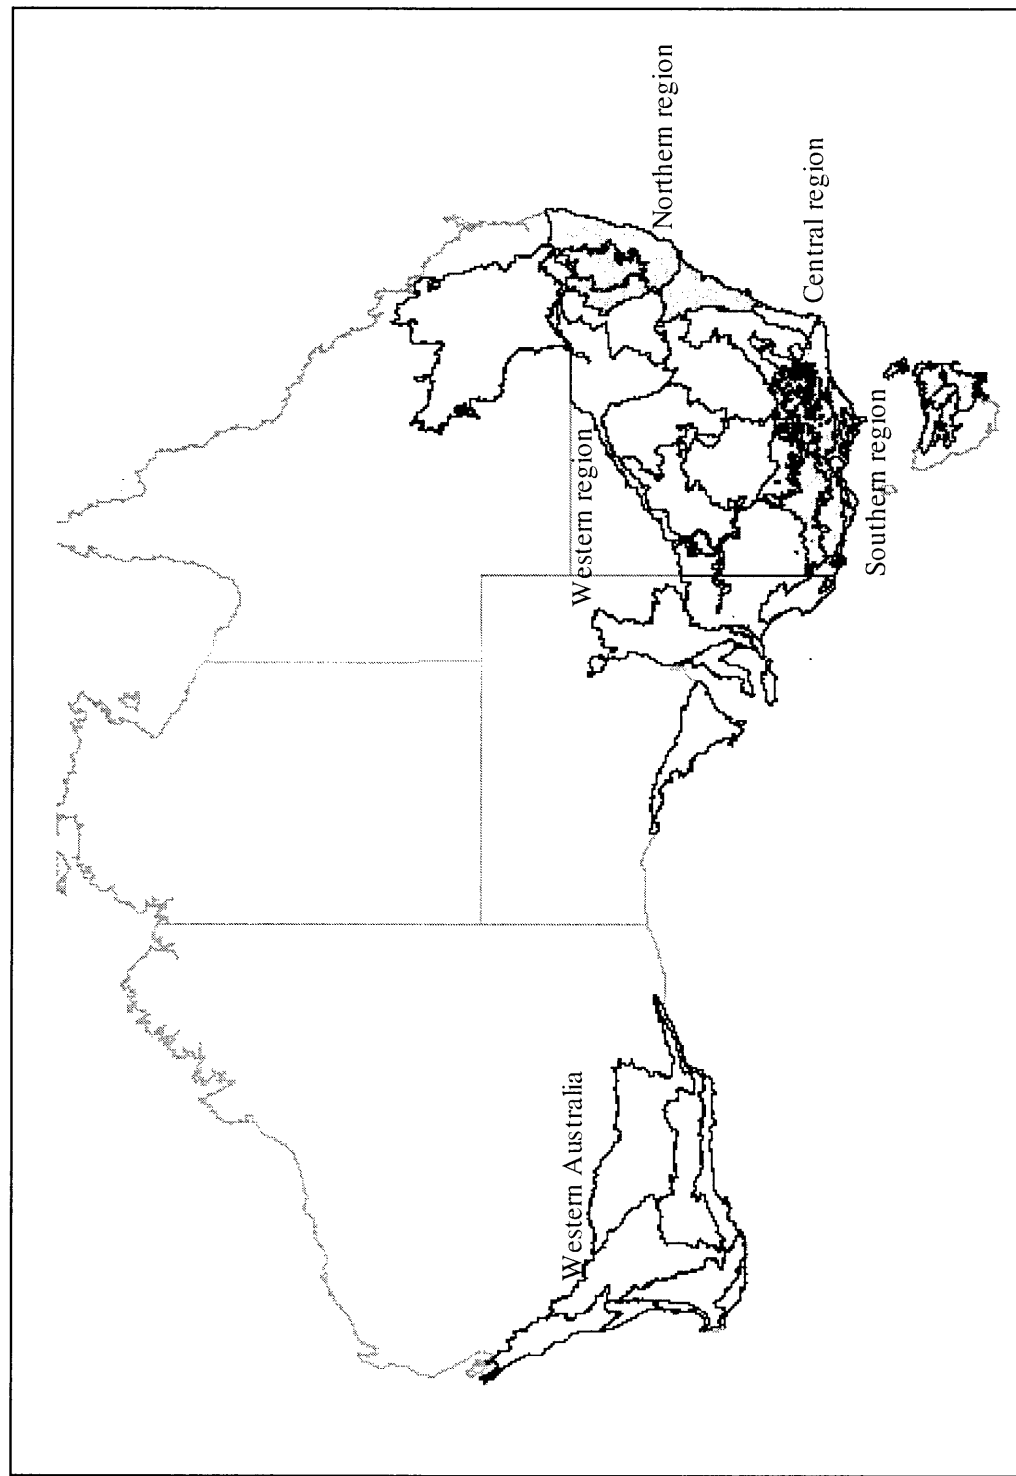 Northern region
Central region
Western region
Southern region
Western Australia